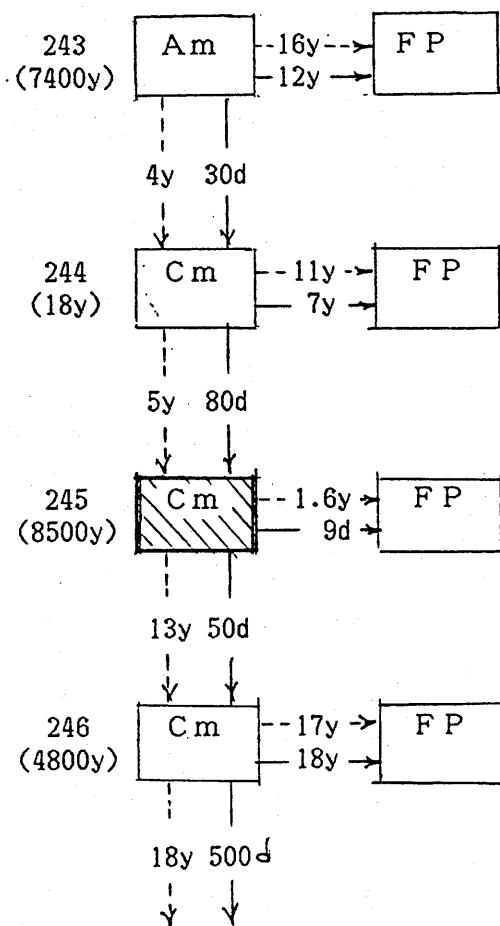 243 Am 16y FP
(7400y) 12y
4y 30d
244 Cm 11y FP
(18y) 7y
5y 80d
245 Cm 1.6y FP
(8500y) 9d
13y 50d
246 Cm 17y FP
(4800y) 18y
18y 500d